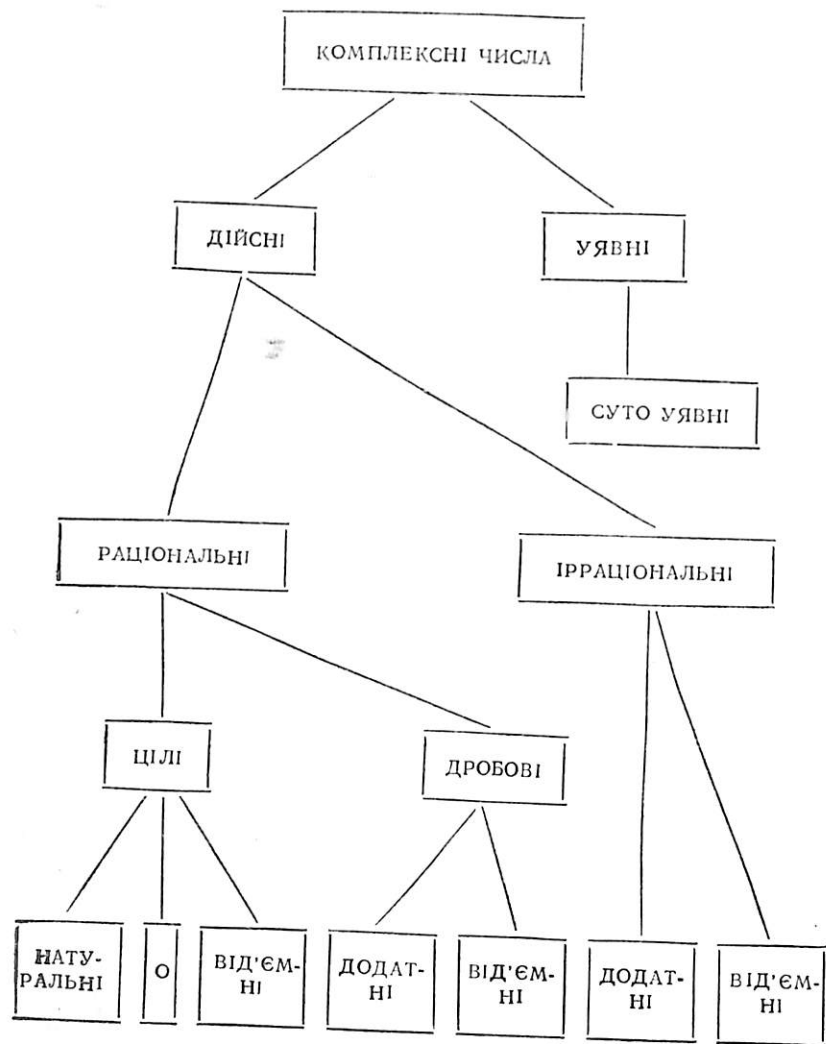 КОМПЛЕКСНІ ЧИСЛА
ДІЙСНІ
УЯВНІ
СУТО УЯВНІ
РАЦІОНАЛЬНІ
ІРРАЦІОНАЛЬНІ
ЦІЛІ
ДРОБОВІ
НАТУ-
РАЛЬНІ
О
ВІД'ЄМ-
НІ
ДОДАТ-
НІ
ВІД'ЄМ-
НІ
ДОДАТ-
НІ
ВІД'ЄМ-
НІ